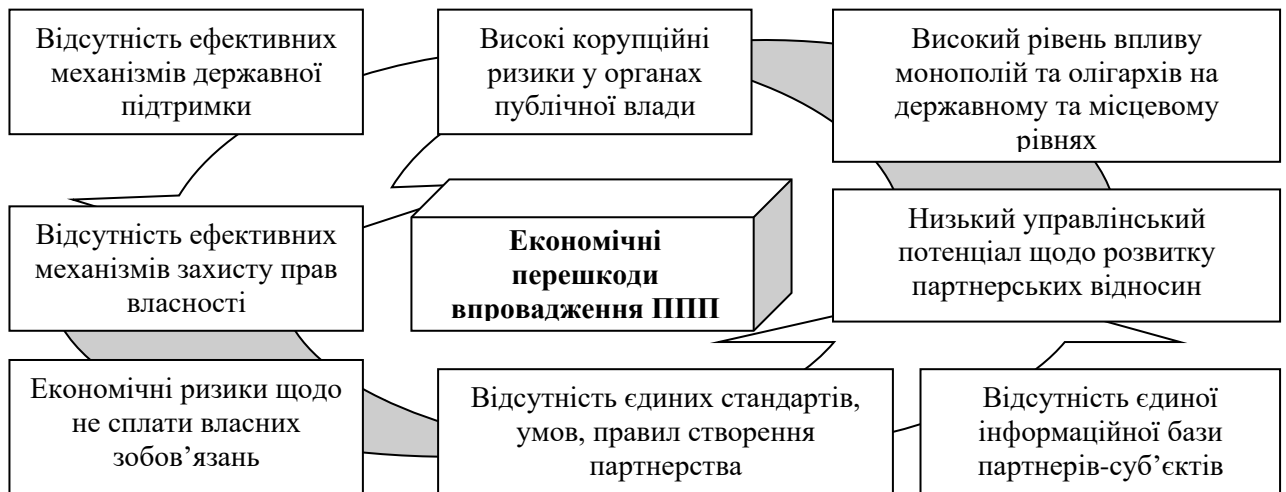 Відсутність ефективних
механізмів державної
підтримки
Високі корупційні
ризики у органах
публічної влади
Високий рівень впливу
монополій та олігархів на
державному та місцевому
рівнях
Відсутність ефективних
механізмів захисту прав
власності
Економічні
перешкоди
впровадження ППП
Низький управлінський
потенціал щодо розвитку
партнерських відносин
Економічні ризики щодо
не сплати власних
зобов’язань
Відсутність єдиних стандартів,
умов, правил створення
партнерства
Відсутність єдиної
інформаційної бази
партнерів-суб’єктів